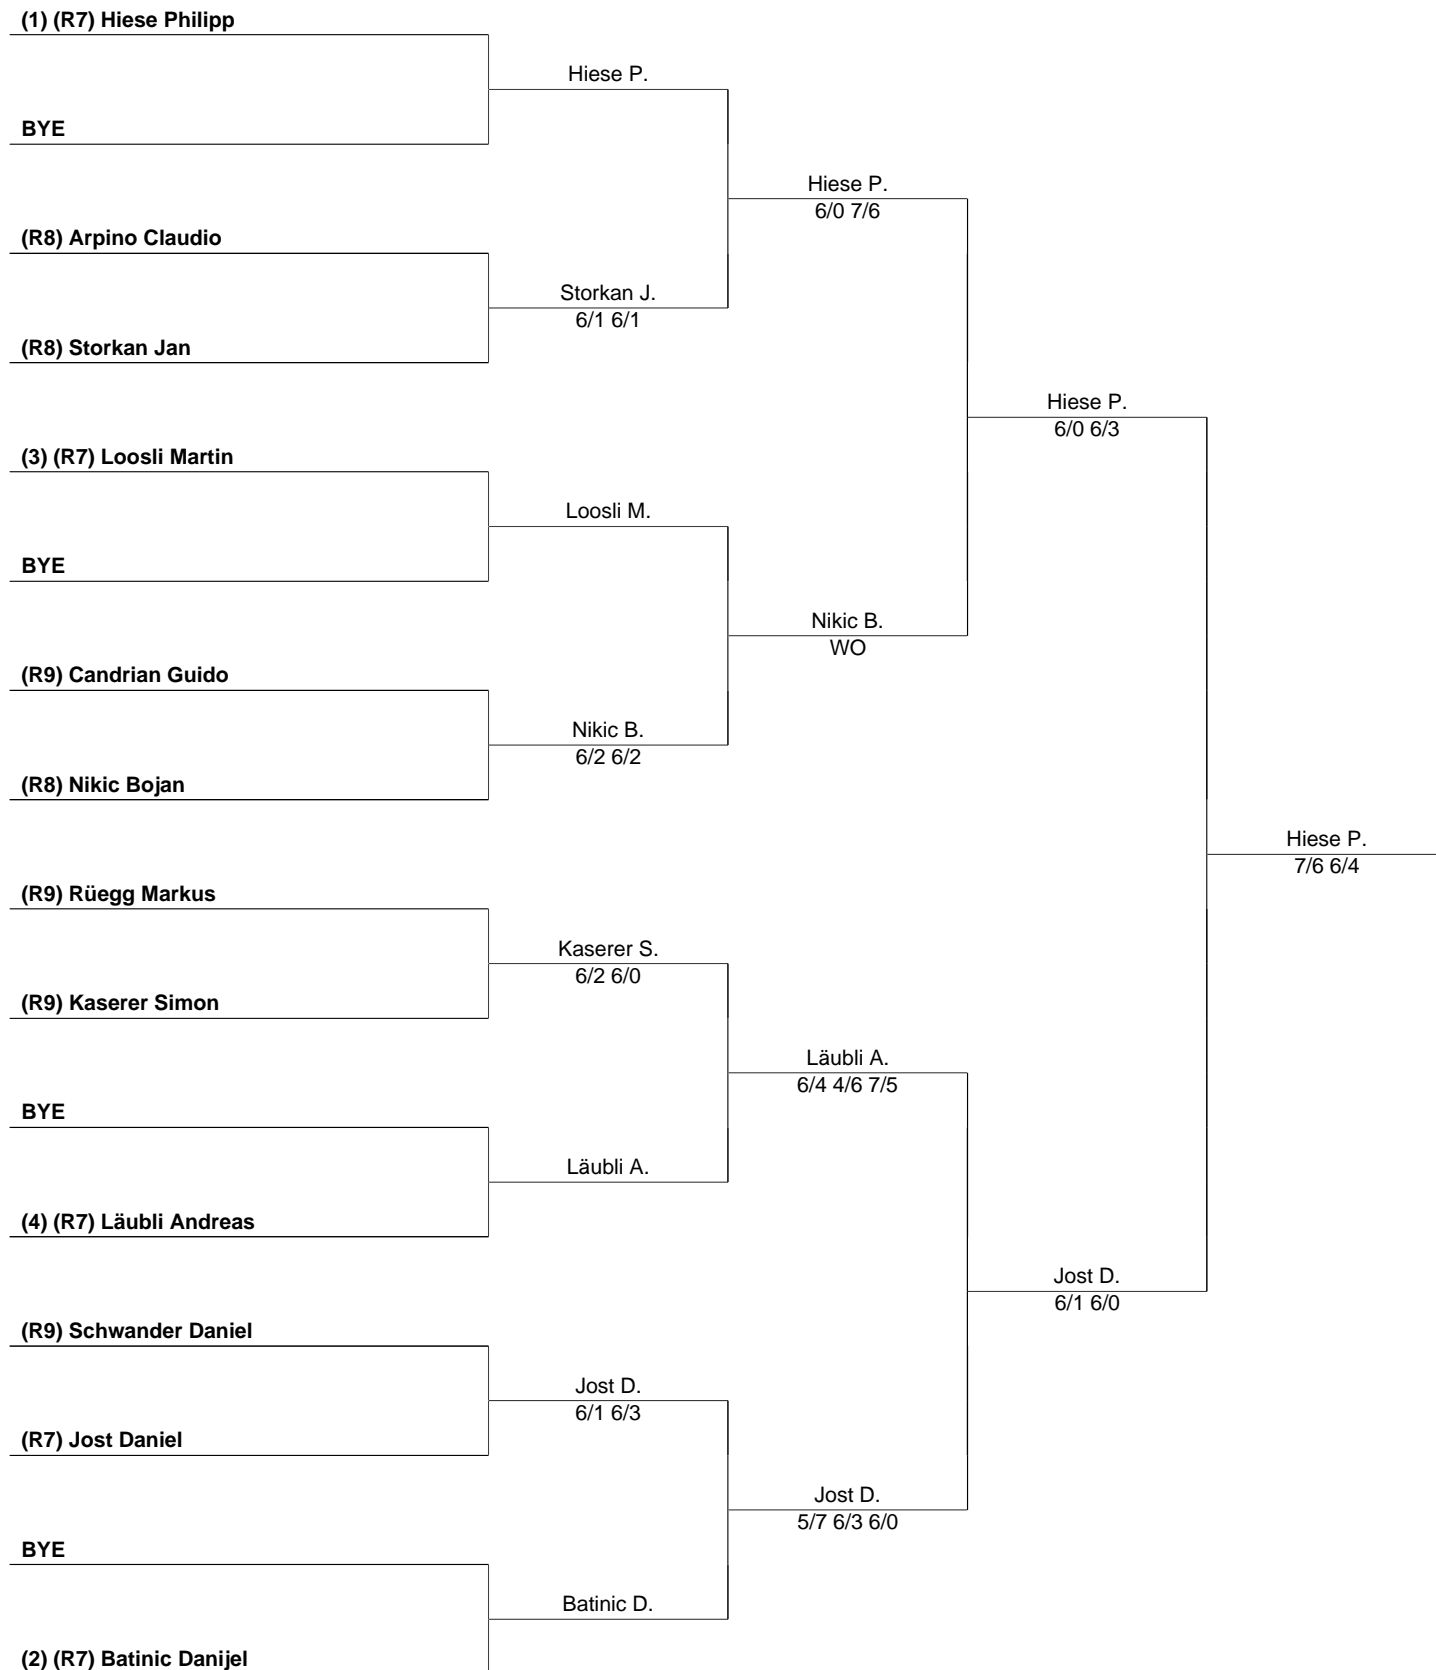 (1) (R7) Hiese Philipp
Hiese P.
BYE
Hiese P.
6/0 7/6
(R8) Arpino Claudio
Storkan J.
6/1 6/1
(R8) Storkan Jan
Hiese P.
6/0 6/3
(3) (R7) Loosli Martin
Loosli M.
BYE
Nikic B.
WO
(R9) Candrian Guido
Nikic B.
6/2 6/2
(R8) Nikic Bojan
Hiese P.
7/6 6/4
(R9) Rüegg Markus
Kaserer S.
6/2 6/0
(R9) Kaserer Simon
Läubli A.
6/4 4/6 7/5
BYE
Läubli A.
(4) (R7) Läubli Andreas
Jost D.
6/1 6/0
(R9) Schwander Daniel
Jost D.
6/1 6/3
(R7) Jost Daniel
Jost D.
5/7 6/3 6/0
BYE
Batinic D.
(2) (R7) Batinic Danijel